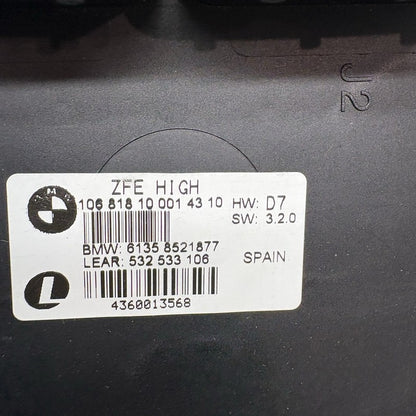 J2
ZFE HIGH
106 818 10 001 43 10 HW: D7
SW: 3.2.0
BMW: 6135 8521877
LEAR: 532 533 106 SPAIN
L
4360013568